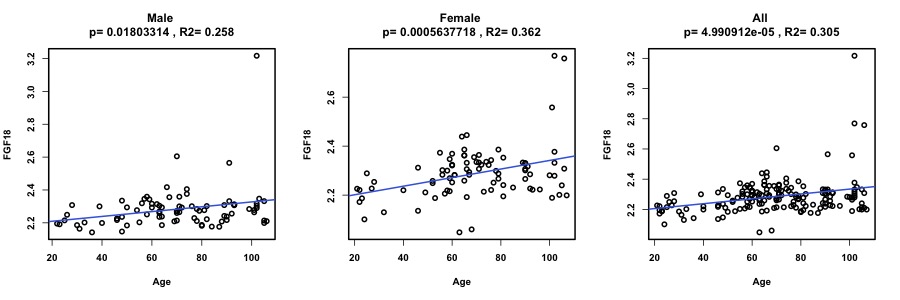 Male
p= 0.01803314 , R2= 0.258
FGF18
3.2
3.0
2.8
2.6
2.4
2.2
20 40 60 80 100
Age
Female
p= 0.0005637718 , R2= 0.362
FGF18
2.6
2.4
2.2
20 40 60 80 100
Age
All
p= 4.990912e-05 , R2= 0.305
FGF18
3.2
3.0
2.8
2.6
2.4
2.2
20 40 60 80 100
Age